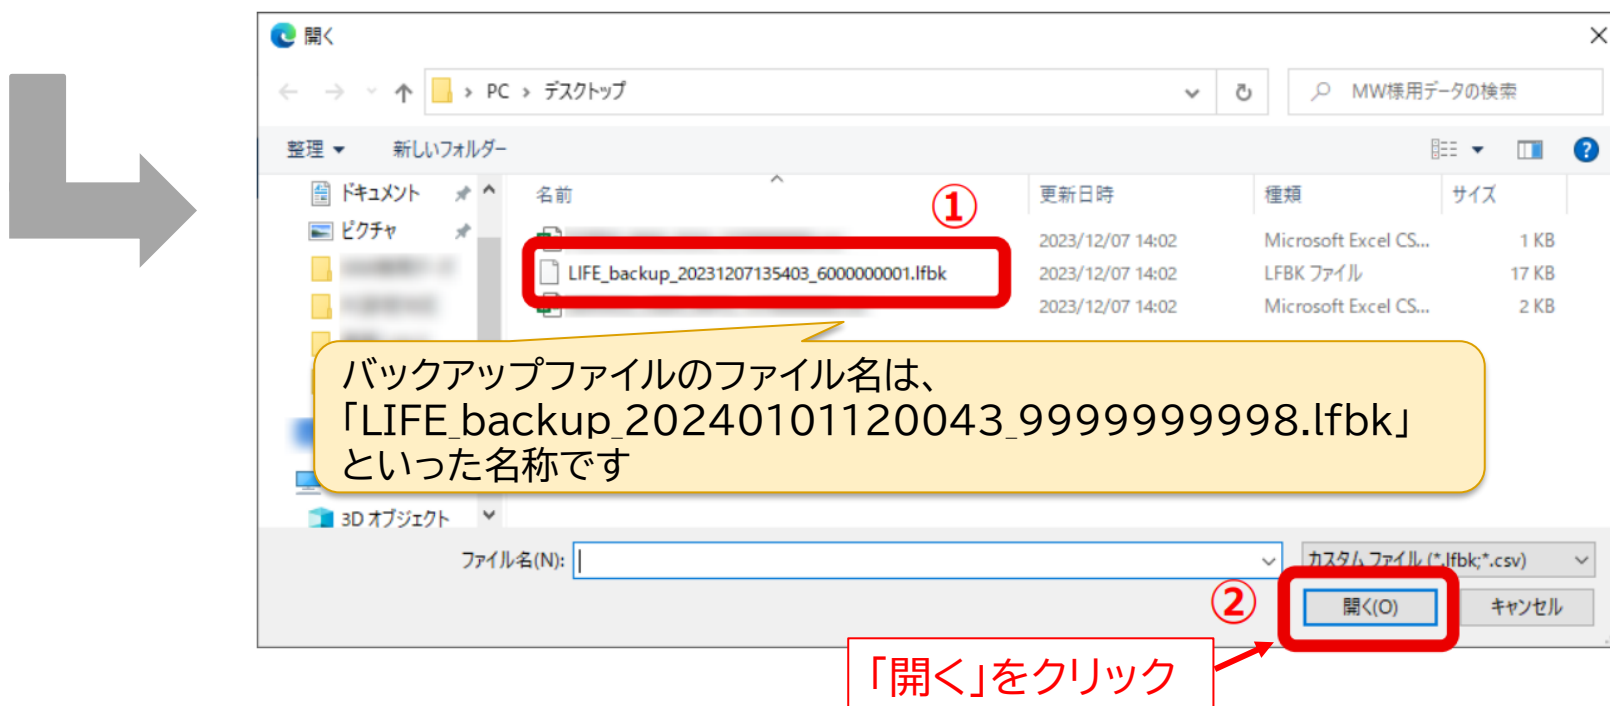 開く
PC › デスクトップ
MW様用データの検索
整理 新しいフォルダー
ドキュメント
ピクチャ
3D オブジェクト
名前 更新日時 種類 サイズ
①
2023/12/07 14:02 Microsoft Excel CS... 1 KB
LIFE_backup_20231207135403_6000000001.lfbk 2023/12/07 14:02 LFBK ファイル 17 KB
2023/12/07 14:02 Microsoft Excel CS... 2 KB
バックアップファイルのファイル名は、
「LIFE_backup_20240101120043_9999999998.lfbk」
といった名称です
ファイル名(N):
カスタム ファイル (*.lfbk;*.csv)
②
開く(O)
キャンセル
「開く」をクリック